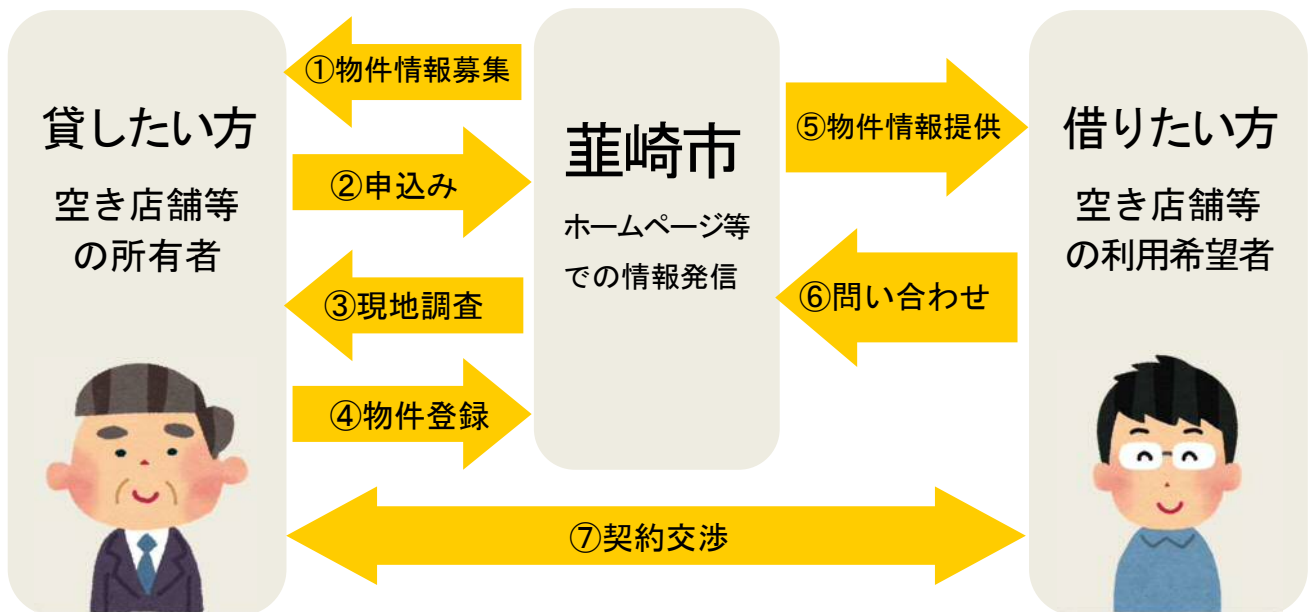 貸したい方
空き店舗等
の所有者
①物件情報募集
②申込み
③現地調査
④物件登録
韮崎市
ホームページ等
での情報発信
⑤物件情報提供
⑥問い合わせ
借りたい方
空き店舗等
の利用希望者
⑦契約交渉